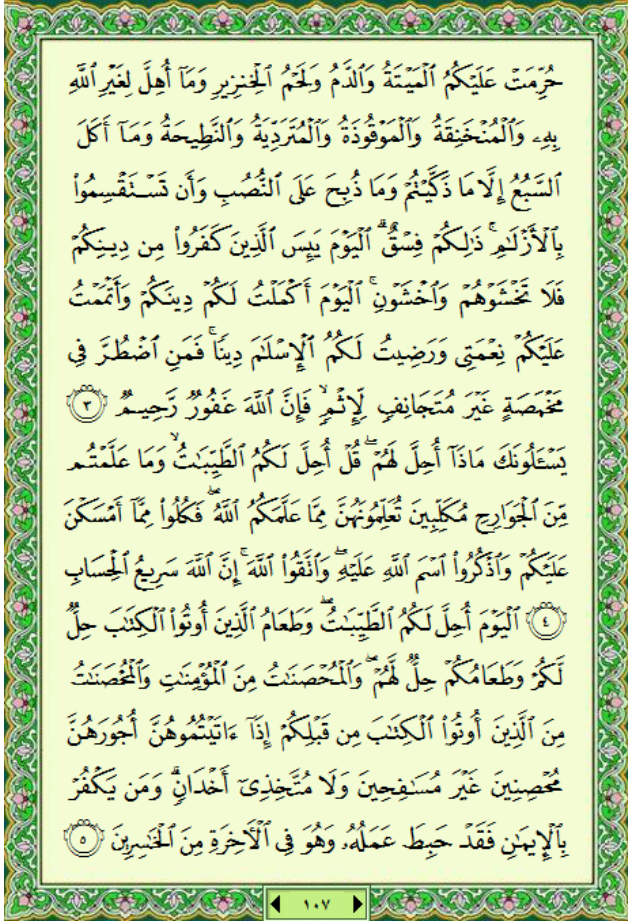 حُرِّمَتْ عَلَيْكُمُ ٱلْمَيْتَةُ وَٱلدَّمُ وَلَحْمُ ٱلْخِنزِيرِ وَمَآ أُهِلَّ لِغَيْرِ ٱللَّهِ
بِهِۦ وَٱلْمُنْخَنِقَةُ وَٱلْمَوْقُوذَةُ وَٱلْمُتَرَدِّيَةُ وَٱلنَّطِيحَةُ وَمَآ أَكَلَ
ٱلسَّبُعُ إِلَّا مَا ذَكَّيْتُمْ وَمَا ذُبِحَ عَلَى ٱلنُّصُبِ وَأَن تَسْتَقْسِمُوا۟
بِٱلْأَزْلَـٰمِ ۚ ذَٰلِكُمْ فِسْقٌ ۗ ٱلْيَوْمَ يَئِسَ ٱلَّذِينَ كَفَرُوا۟ مِن دِينِكُمْ
فَلَا تَخْشَوْهُمْ وَٱخْشَوْنِ ۚ ٱلْيَوْمَ أَكْمَلْتُ لَكُمْ دِينَكُمْ وَأَتْمَمْتُ
عَلَيْكُمْ نِعْمَتِى وَرَضِيتُ لَكُمُ ٱلْإِسْلَـٰمَ دِينًا ۚ فَمَنِ ٱضْطُرَّ فِى
مَخْمَصَةٍ غَيْرَ مُتَجَانِفٍ لِّإِثْمٍ ۙ فَإِنَّ ٱللَّهَ غَفُورٌ رَّحِيمٌ ﴿٣﴾
يَسْـَٔلُونَكَ مَاذَآ أُحِلَّ لَهُمْ ۖ قُلْ أُحِلَّ لَكُمُ ٱلطَّيِّبَـٰتُ ۙ وَمَا عَلَّمْتُم
مِّنَ ٱلْجَوَارِحِ مُكَلِّبِينَ تُعَلِّمُونَهُنَّ مِمَّا عَلَّمَكُمُ ٱللَّهُ ۖ فَكُلُوا۟ مِمَّآ أَمْسَكْنَ
عَلَيْكُمْ وَٱذْكُرُوا۟ ٱسْمَ ٱللَّهِ عَلَيْهِ ۖ وَٱتَّقُوا۟ ٱللَّهَ ۚ إِنَّ ٱللَّهَ سَرِيعُ ٱلْحِسَابِ
﴿٤﴾ ٱلْيَوْمَ أُحِلَّ لَكُمُ ٱلطَّيِّبَـٰتُ ۖ وَطَعَامُ ٱلَّذِينَ أُوتُوا۟ ٱلْكِتَـٰبَ حِلٌّ
لَّكُمْ وَطَعَامُكُمْ حِلٌّ لَّهُمْ ۖ وَٱلْمُحْصَنَـٰتُ مِنَ ٱلْمُؤْمِنَـٰتِ وَٱلْمُحْصَنَـٰتُ
مِنَ ٱلَّذِينَ أُوتُوا۟ ٱلْكِتَـٰبَ مِن قَبْلِكُمْ إِذَآ ءَاتَيْتُمُوهُنَّ أُجُورَهُنَّ
مُحْصِنِينَ غَيْرَ مُسَـٰفِحِينَ وَلَا مُتَّخِذِىٓ أَخْدَانٍ ۗ وَمَن يَكْفُرْ
بِٱلْإِيمَـٰنِ فَقَدْ حَبِطَ عَمَلُهُۥ وَهُوَ فِى ٱلْـَٔاخِرَةِ مِنَ ٱلْخَـٰسِرِينَ ﴿٥﴾
١٠٧